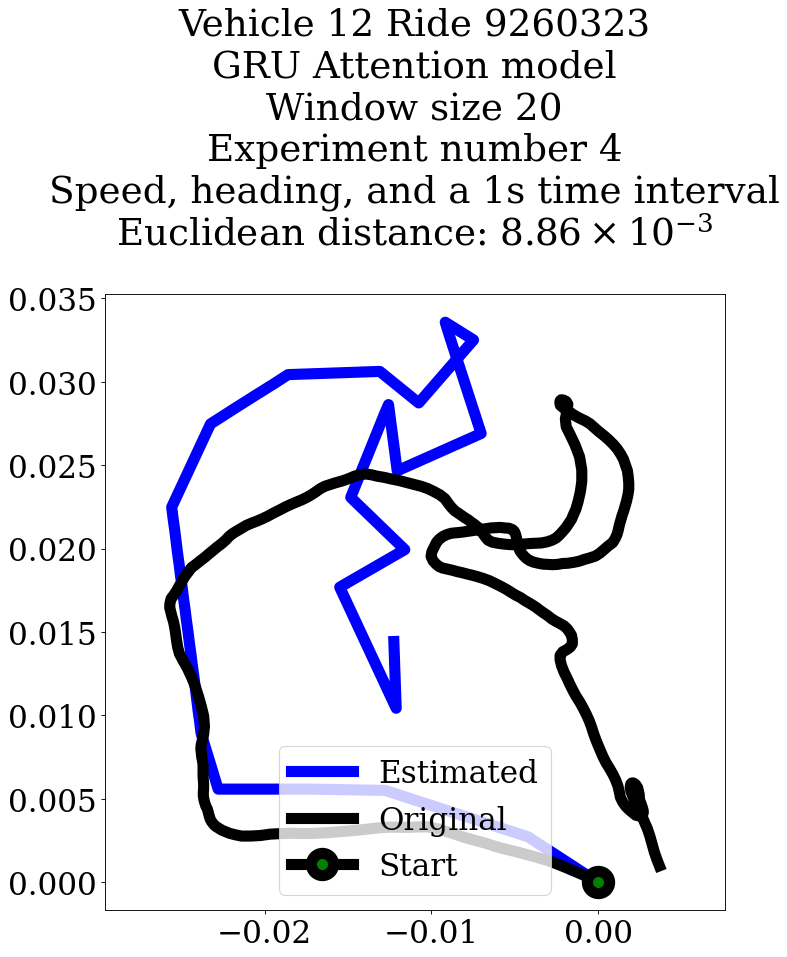 Vehicle 12 Ride 9260323
GRU Attention model
Window size 20
Experiment number 4
Speed, heading, and a 1s time interval
Euclidean distance: 8.86 × 10⁻³
0.035
0.030
0.025
0.020
0.015
0.010
0.005
0.000
Estimated
Original
Start
−0.02
−0.01
0.00